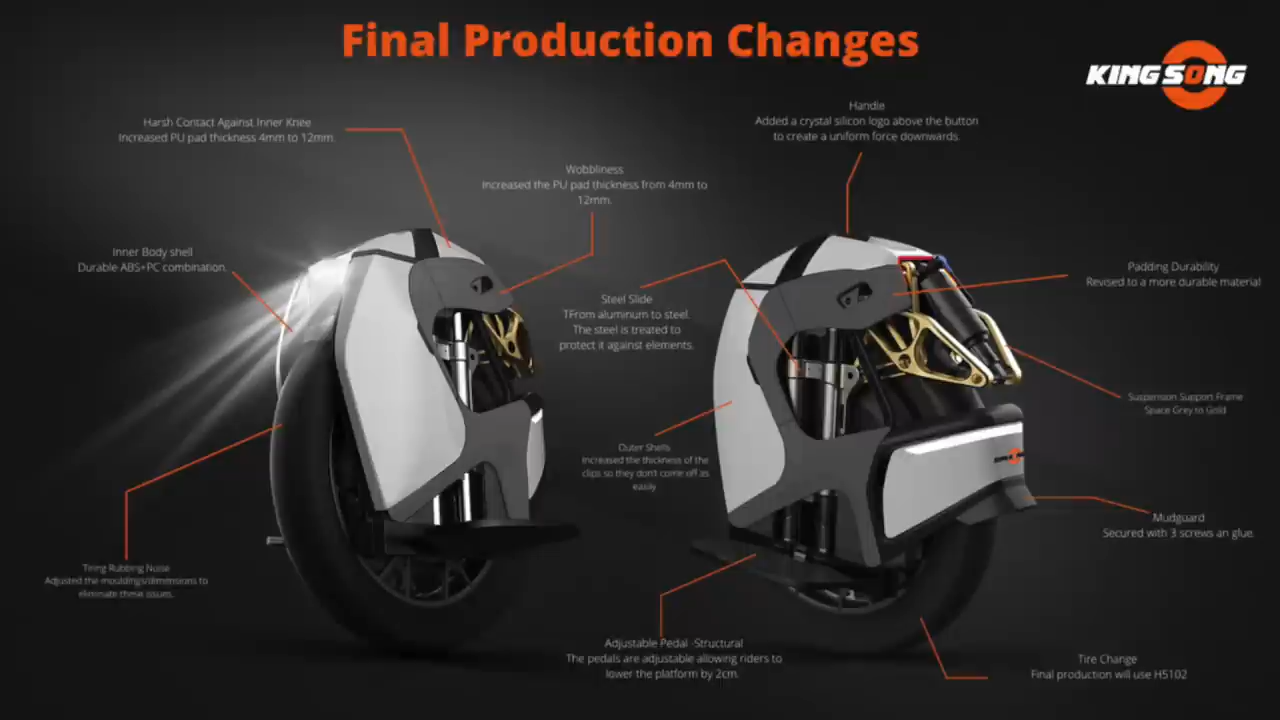 Final Production Changes
KING SONG
Harsh Contact Against Inner Knee
Increased PU pad thickness 4mm to 12mm.
Wobbliness
Increased the PU pad thickness from 4mm to
12mm.
Handle
Added a crystal silicon logo above the button
to create a uniform force downwards.
Inner Body shell
Durable ABS+PC combination.
Steel Slide
TFrom aluminum to steel.
The steel is treated to
protect it against elements.
Padding Durability
Revised to a more durable material
Suspension Support Frame
Space Grey to Gold
Outer Shells
Increased the thickness of the
clips so they don't come off as
easily
Mudguard
Secured with 3 screws an glue.
Tiring Rubbing Noise
Adjusted the mouldings/dimensions to
eliminate these issues.
Adjustable Pedal -Structural
The pedals are adjustable allowing riders to
lower the platform by 2cm.
Tire Change
Final production will use H5102